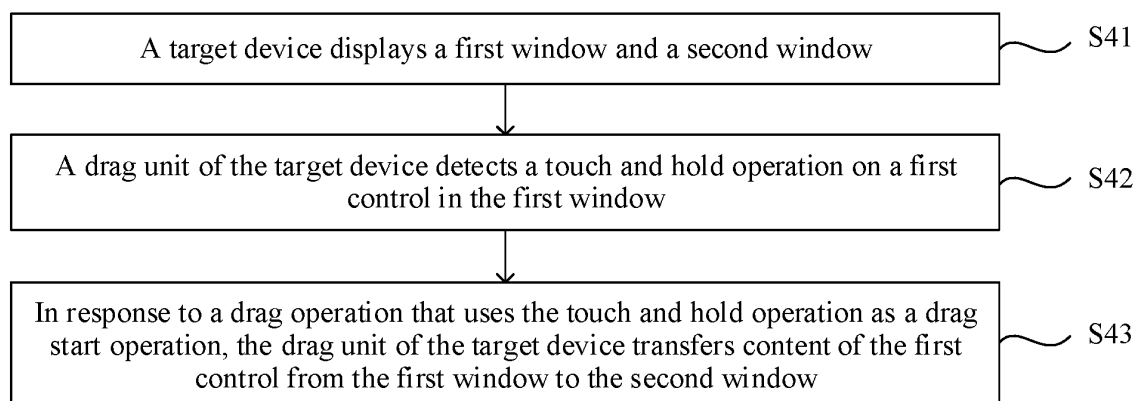 A target device displays a first window and a second window
S41
A drag unit of the target device detects a touch and hold operation on a first
control in the first window
S42
In response to a drag operation that uses the touch and hold operation as a drag
start operation, the drag unit of the target device transfers content of the first
control from the first window to the second window
S43